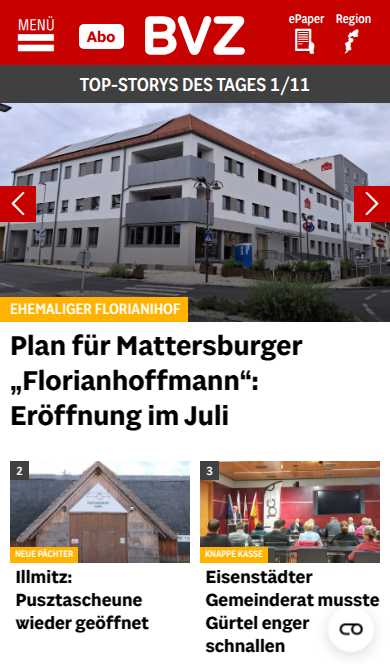 MENÜ
Abo
BVZ
ePaper
Region
TOP-STORYS DES TAGES 1/11
EHEMALIGER FLORIANIHOF
Plan für Mattersburger
„Florianhoffmann“:
Eröffnung im Juli
2
NEUE PÄCHTER
Illmitz:
Pusztascheune
wieder geöffnet
3
KNAPPE KASSE
Eisenstädter
Gemeinderat musste
Gürtel enger
schnallen